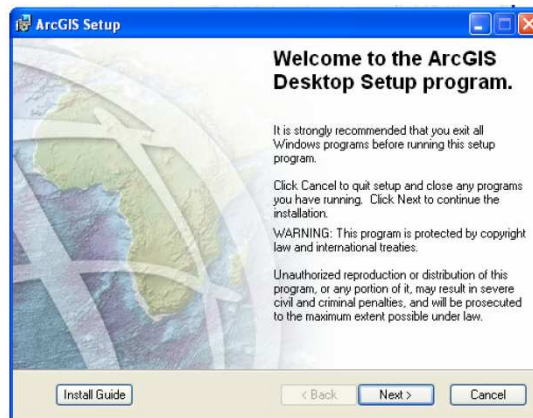 ArcGIS Setup
Welcome to the ArcGIS
Desktop Setup program.
It is strongly recommended that you exit all
Windows programs before running this setup
program.
Click Cancel to quit setup and close any programs
you have running. Click Next to continue the
installation.
WARNING: This program is protected by copyright
law and international treaties.
Unauthorized reproduction or distribution of this
program, or any portion of it, may result in severe
civil and criminal penalties, and will be prosecuted
to the maximum extent possible under law.
Install Guide
< Back
Next >
Cancel